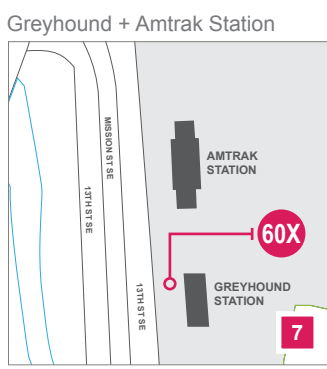 Greyhound + Amtrak Station
MISSION ST SE
13TH ST SE
AMTRAK
STATION
60X
13TH ST SE
GREYHOUND
STATION
7